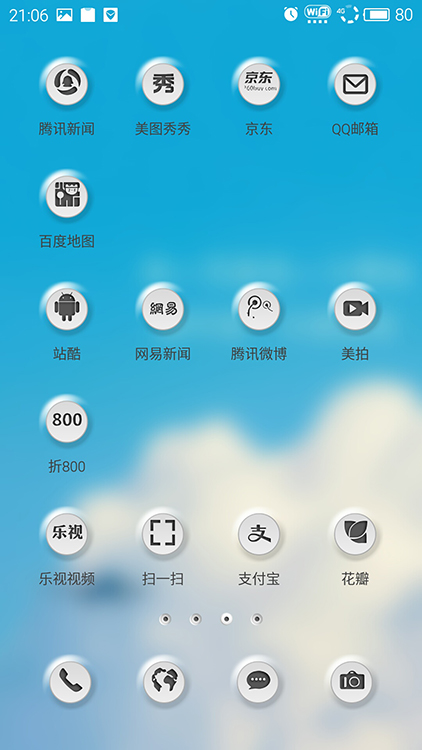 21:06 WiFi 4G 80
秀 京东
360buy.com
腾讯新闻 美图秀秀 京东 QQ邮箱
百度地图
網易
站酷 网易新闻 腾讯微博 美拍
800
折800
乐视 支
乐视视频 扫一扫 支付宝 花瓣